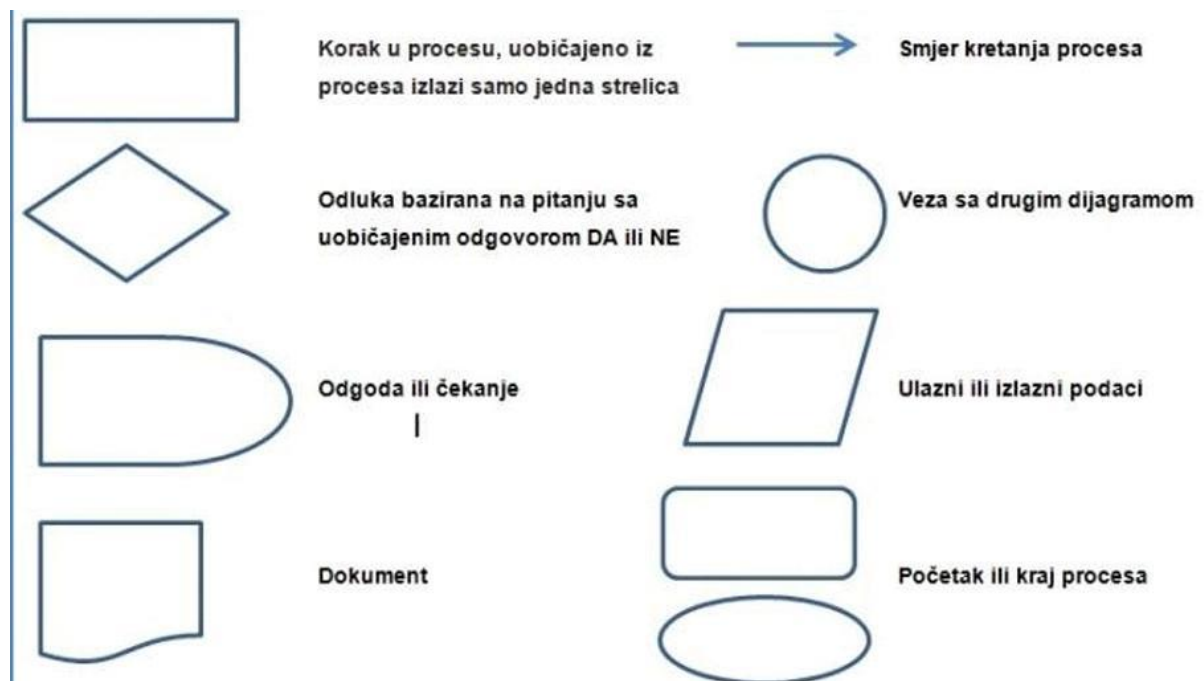 Korak u procesu, uobičajeno iz
procesa izlazi samo jedna strelica
Smjer kretanja procesa
Odluka bazirana na pitanju sa
uobičajenim odgovorom DA ili NE
Veza sa drugim dijagramom
Odgoda ili čekanje
Ulazni ili izlazni podaci
Dokument
Početak ili kraj procesa